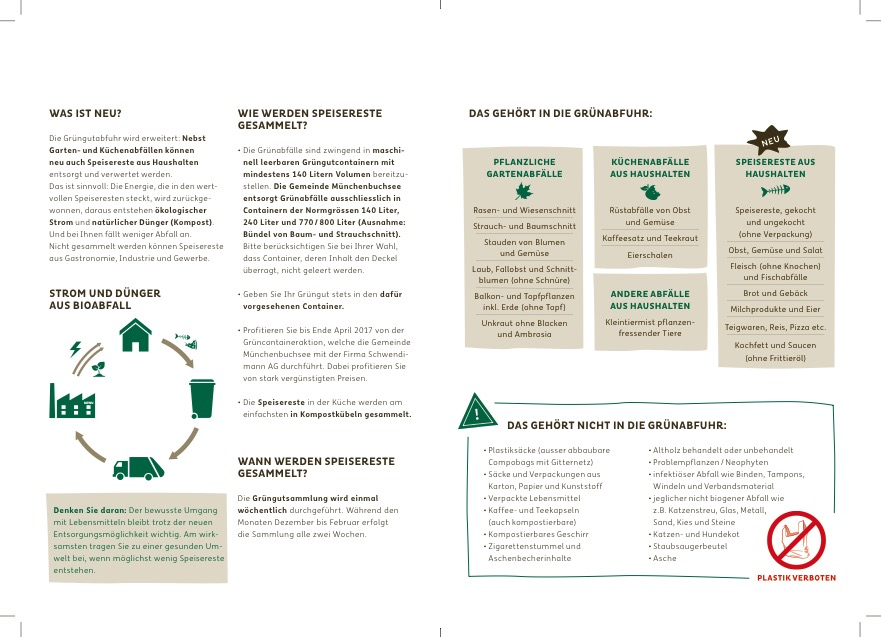 WAS IST NEU?
Die Grüngutabfuhr wird erweitert: Nebst
Garten- und Küchenabfällen können
neu auch Speisereste aus Haushalten
entsorgt und verwertet werden.
Das ist sinnvoll: Die Energie, die in den wert-
vollen Speiseresten steckt, wird zurückge-
wonnen, daraus entstehen ökologischer
Strom und natürlicher Dünger (Kompost).
Und bei Ihnen fällt weniger Abfall an.
Nicht gesammelt werden können Speisereste
aus Gastronomie, Industrie und Gewerbe.
STROM UND DÜNGER
AUS BIOABFALL
Denken Sie daran: Der bewusste Umgang
mit Lebensmitteln bleibt trotz der neuen
Entsorgungsmöglichkeit wichtig. Am wirk-
samsten tragen Sie zu einer gesunden Um-
welt bei, wenn möglichst wenig Speisereste
entstehen.
WIE WERDEN SPEISERESTE
GESAMMELT?
• Die Grünabfälle sind zwingend in maschi-
nell leerbaren Grüngutcontainern mit
mindestens 140 Litern Volumen bereitzu-
stellen. Die Gemeinde Münchenbuchsee
entsorgt Grünabfälle ausschliesslich in
Containern der Normgrössen 140 Liter,
240 Liter und 770/800 Liter (Ausnahme:
Bündel von Baum- und Strauchschnitt).
Bitte berücksichtigen Sie bei Ihrer Wahl,
dass Container, deren Inhalt den Deckel
überragt, nicht geleert werden.
• Geben Sie Ihr Grüngut stets in den dafür
vorgesehenen Container.
• Profitieren Sie bis Ende April 2017 von der
Grüncontaineraktion, welche die Gemeinde
Münchenbuchsee mit der Firma Schwendi-
mann AG durchführt. Dabei profitieren Sie
von stark vergünstigten Preisen.
• Die Speisereste in der Küche werden am
einfachsten in Kompostkübeln gesammelt.
WANN WERDEN SPEISERESTE
GESAMMELT?
Die Grüngutsammlung wird einmal
wöchentlich durchgeführt. Während den
Monaten Dezember bis Februar erfolgt
die Sammlung alle zwei Wochen.
DAS GEHÖRT IN DIE GRÜNABFUHR:
PFLANZLICHE
GARTENABFÄLLE
Rasen- und Wiesenschnitt
Strauch- und Baumschnitt
Stauden von Blumen
und Gemüse
Laub, Fallobst und Schnitt-
blumen (ohne Schnüre)
Balkon- und Topfpflanzen
inkl. Erde (ohne Topf)
Unkraut ohne Blacken
und Ambrosia
KÜCHENABFÄLLE
AUS HAUSHALTEN
Rüstabfälle von Obst
und Gemüse
Kaffeesatz und Teekraut
Eierschalen
ANDERE ABFÄLLE
AUS HAUSHALTEN
Kleintiermist pflanzen-
fressender Tiere
NEU
SPEISERESTE AUS
HAUSHALTEN
Speisereste, gekocht
und ungekocht
(ohne Verpackung)
Obst, Gemüse und Salat
Fleisch (ohne Knochen)
und Fischabfälle
Brot und Gebäck
Milchprodukte und Eier
Teigwaren, Reis, Pizza etc.
Kochfett und Saucen
(ohne Frittieröl)
!
DAS GEHÖRT NICHT IN DIE GRÜNABFUHR:
• Plastiksäcke (ausser abbaubare
Compobags mit Gitternetz)
• Säcke und Verpackungen aus
Karton, Papier und Kunststoff
• Verpackte Lebensmittel
• Kaffee- und Teekapseln
(auch kompostierbare)
• Kompostierbares Geschirr
• Zigarettenstummel und
Aschenbecherinhalte
• Altholz behandelt oder unbehandelt
• Problempflanzen/Neophyten
• infektiöser Abfall wie Binden, Tampons,
Windeln und Verbandsmaterial
• jeglicher nicht biogener Abfall wie
z.B. Katzenstreu, Glas, Metall,
Sand, Kies und Steine
• Katzen- und Hundekot
• Staubsaugerbeutel
• Asche
PLASTIK VERBOTEN